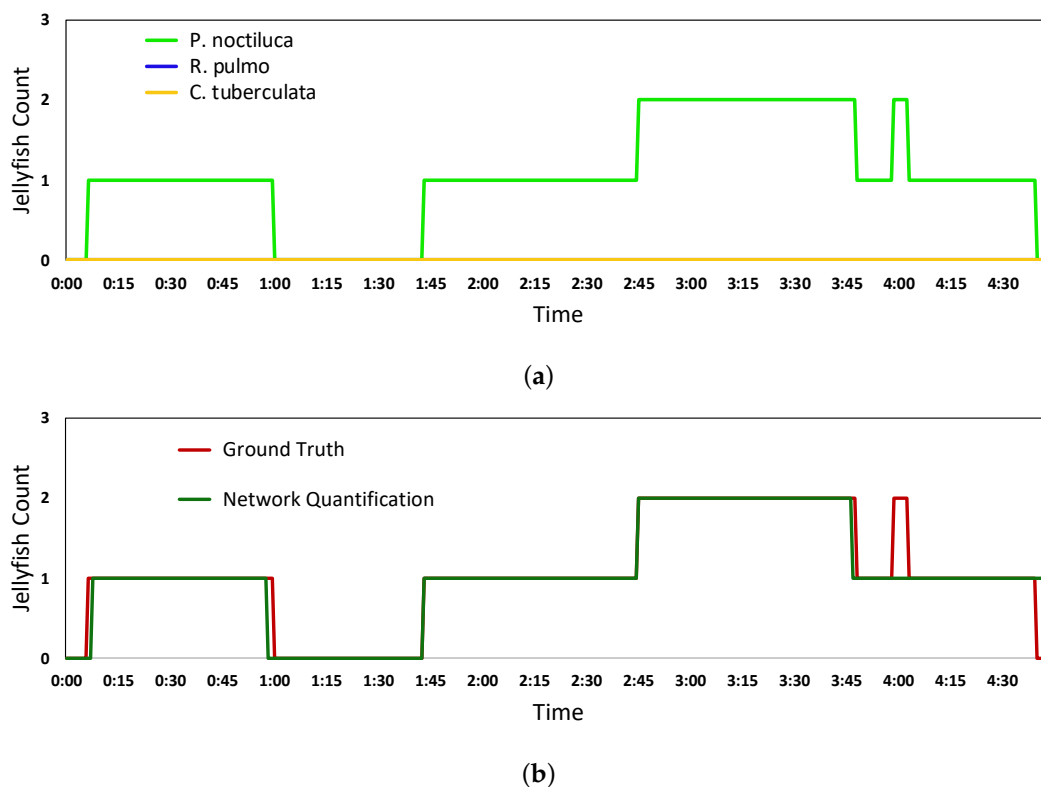 3
P. noctiluca
R. pulmo
C. tuberculata
2
1
0
Jellyfish Count
0:00 0:15 0:30 0:45 1:00 1:15 1:30 1:45 2:00 2:15 2:30 2:45 3:00 3:15 3:30 3:45 4:00 4:15 4:30
Time
(a)
3
Ground Truth
Network Quantification
2
1
0
Jellyfish Count
0:00 0:15 0:30 0:45 1:00 1:15 1:30 1:45 2:00 2:15 2:30 2:45 3:00 3:15 3:30 3:45 4:00 4:15 4:30
Time
(b)